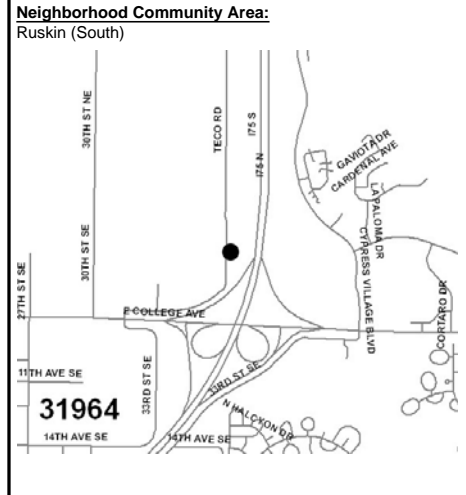 Neighborhood Community Area:
Ruskin (South)
30TH ST NE
TECO RD
I75 S
I75 N
GAVIOTA DR
CARDENAL AVE
LA PALOMA DR
27TH ST SE
30TH ST SE
CYPRESS VILLAGE BLVD
CORTARO DR
E COLLEGE AVE
11TH AVE SE
33RD ST SE
33RD ST SE
31964
N HALCYON DR
14TH AVE SE
14TH AVE SE